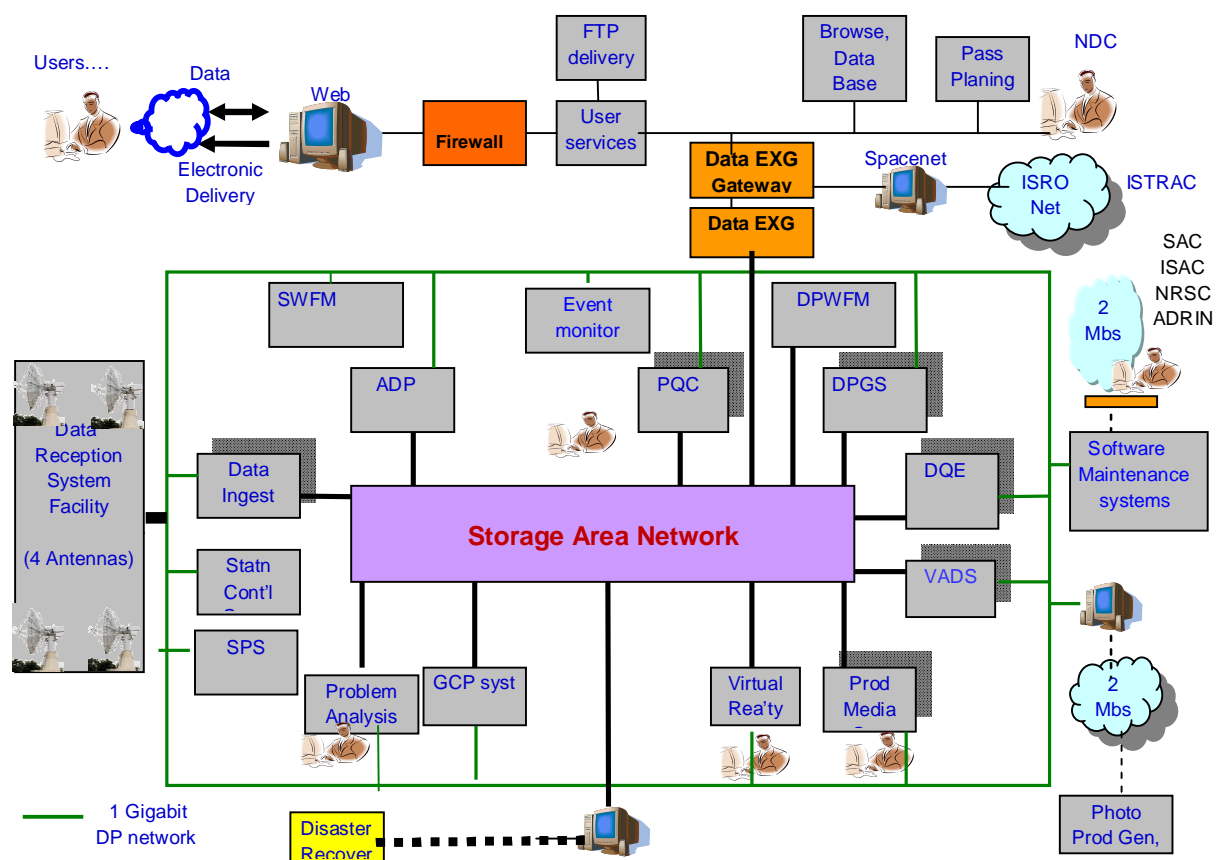 Users....
Data
Web
Electronic
Delivery
Firewall
FTP
delivery
User
services
Browse,
Data
Base
Pass
Planing
NDC
Data EXG
Gateway
Data EXG
Spacenet
ISRO
Net
ISTRAC
SAC
ISAC
NRSC
ADRIN
2
Mbs
SWFM
Event
monitor
DPWFM
ADP
PQC
DPGS
Data
Reception
System
Facility
(4 Antennas)
Data
Ingest
DQE
Software
Maintenance
systems
Storage Area Network
Statn
Cont'l
VADS
SPS
Problem
Analysis
GCP syst
Virtual
Rea'ty
Prod
Media
2
Mbs
1 Gigabit
DP network
Disaster
Recover
Photo
Prod Gen,